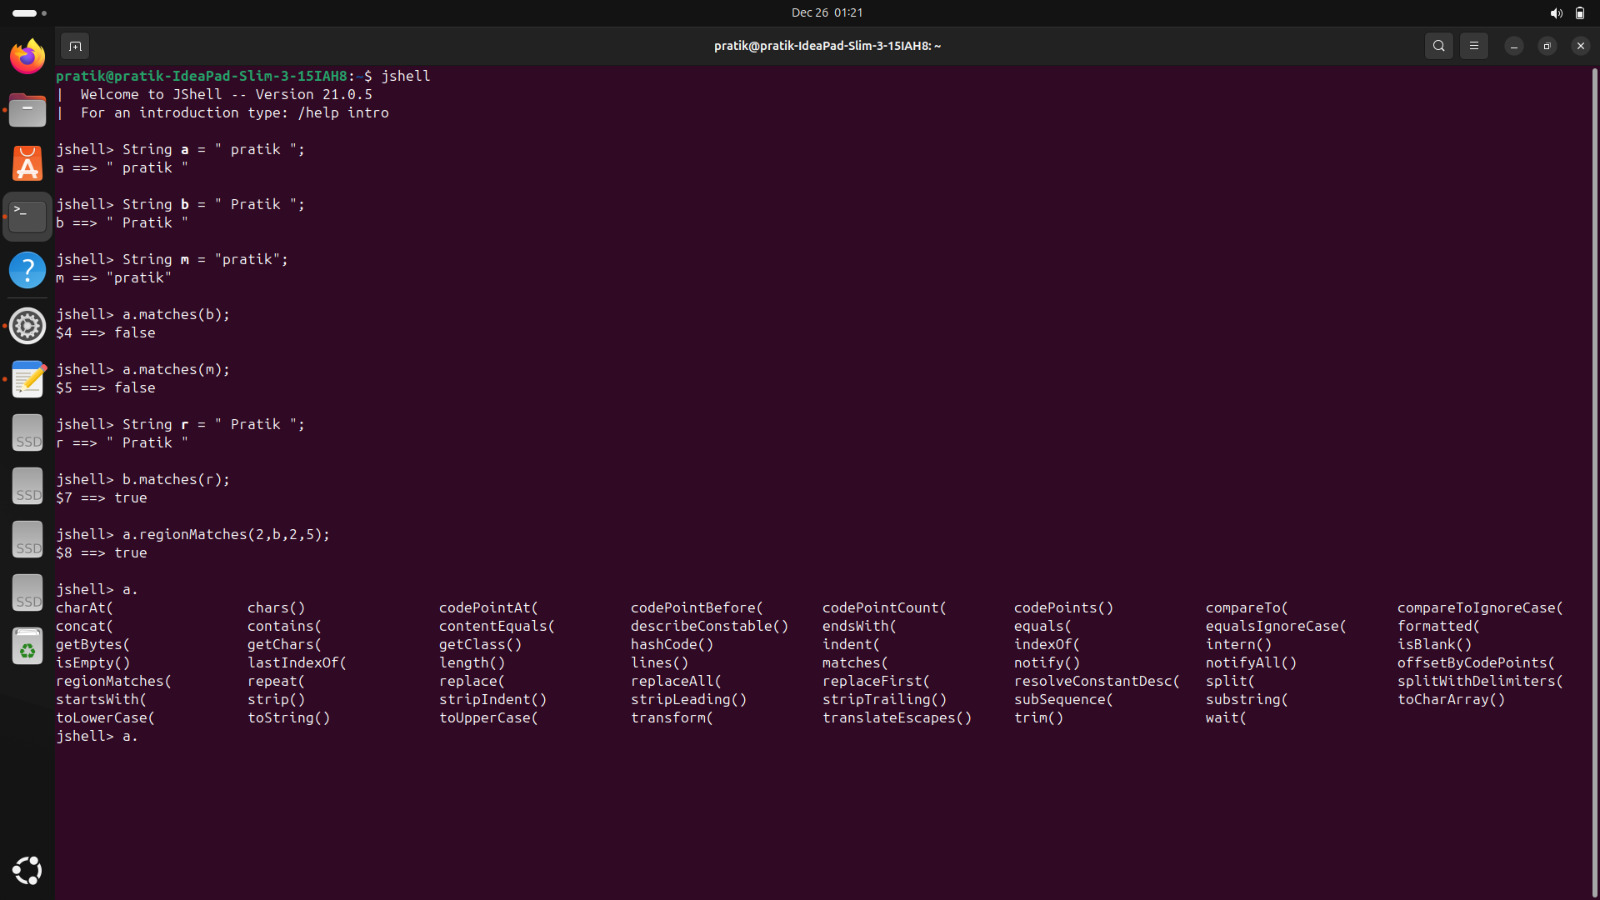 Dec 26 01:21
pratik@pratik-IdeaPad-Slim-3-15IAH8: ~
pratik@pratik-IdeaPad-Slim-3-15IAH8:~$ jshell
| Welcome to JShell -- Version 21.0.5
| For an introduction type: /help intro
jshell> String a = " pratik ";
a ==> " pratik "
jshell> String b = " Pratik ";
b ==> " Pratik "
jshell> String m = "pratik";
m ==> "pratik"
jshell> a.matches(b);
$4 ==> false
jshell> a.matches(m);
$5 ==> false
jshell> String r = " Pratik ";
r ==> " Pratik "
jshell> b.matches(r);
$7 ==> true
jshell> a.regionMatches(2,b,2,5);
$8 ==> true
jshell> a.
charAt( chars() codePointAt( codePointBefore( codePointCount( codePoints() compareTo( compareToIgnoreCase(
concat( contains( contentEquals( describeConstable() endsWith( equals( equalsIgnoreCase( formatted(
getBytes( getChars( getClass() hashCode() indent( indexOf( intern() isBlank()
isEmpty() lastIndexOf( length() lines() matches( notify() notifyAll() offsetByCodePoints(
regionMatches( repeat( replace( replaceAll( replaceFirst( resolveConstantDesc( split( splitWithDelimiters(
startsWith( strip() stripIndent() stripLeading() stripTrailing() subSequence( substring( toCharArray()
toLowerCase( toString() toUpperCase( transform( translateEscapes() trim() wait(
jshell> a.
SSD
SSD
SSD
SSD